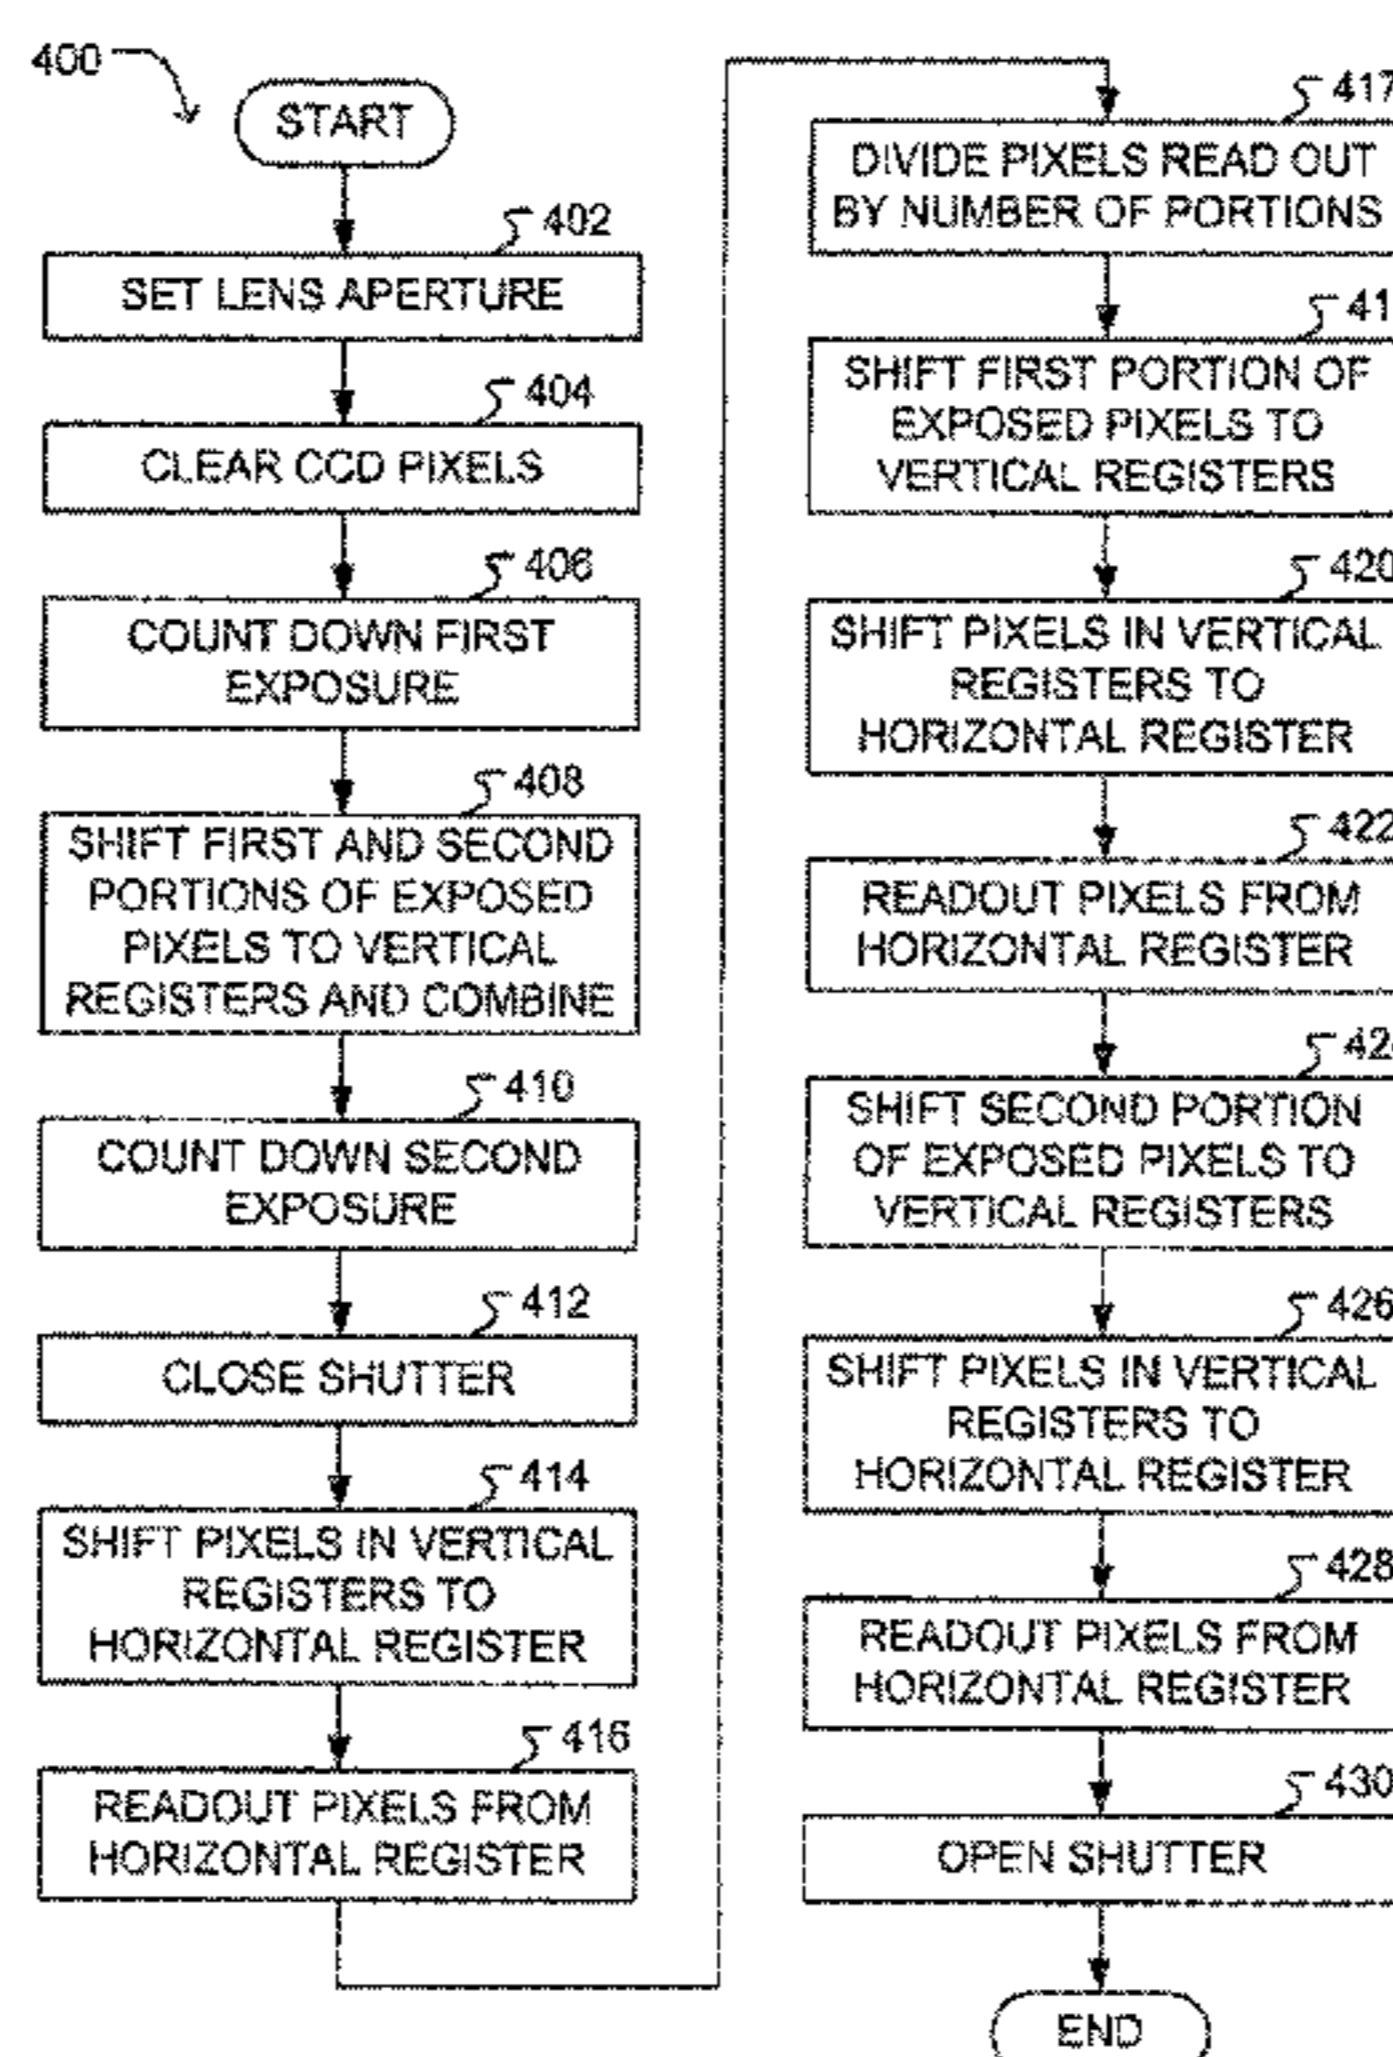 400
START
402
SET LENS APERTURE
404
CLEAR CCD PIXELS
406
COUNT DOWN FIRST
EXPOSURE
408
SHIFT FIRST AND SECOND
PORTIONS OF EXPOSED
PIXELS TO VERTICAL
REGISTERS AND COMBINE
410
COUNT DOWN SECOND
EXPOSURE
412
CLOSE SHUTTER
414
SHIFT PIXELS IN VERTICAL
REGISTERS TO
HORIZONTAL REGISTER
416
READOUT PIXELS FROM
HORIZONTAL REGISTER
417
DIVIDE PIXELS READ OUT
BY NUMBER OF PORTIONS
SHIFT FIRST PORTION OF
EXPOSED PIXELS TO
VERTICAL REGISTERS
420
SHIFT PIXELS IN VERTICAL
REGISTERS TO
HORIZONTAL REGISTER
422
READOUT PIXELS FROM
HORIZONTAL REGISTER
SHIFT SECOND PORTION
OF EXPOSED PIXELS TO
VERTICAL REGISTERS
426
SHIFT PIXELS IN VERTICAL
REGISTERS TO
HORIZONTAL REGISTER
428
READOUT PIXELS FROM
HORIZONTAL REGISTER
430
OPEN SHUTTER
END